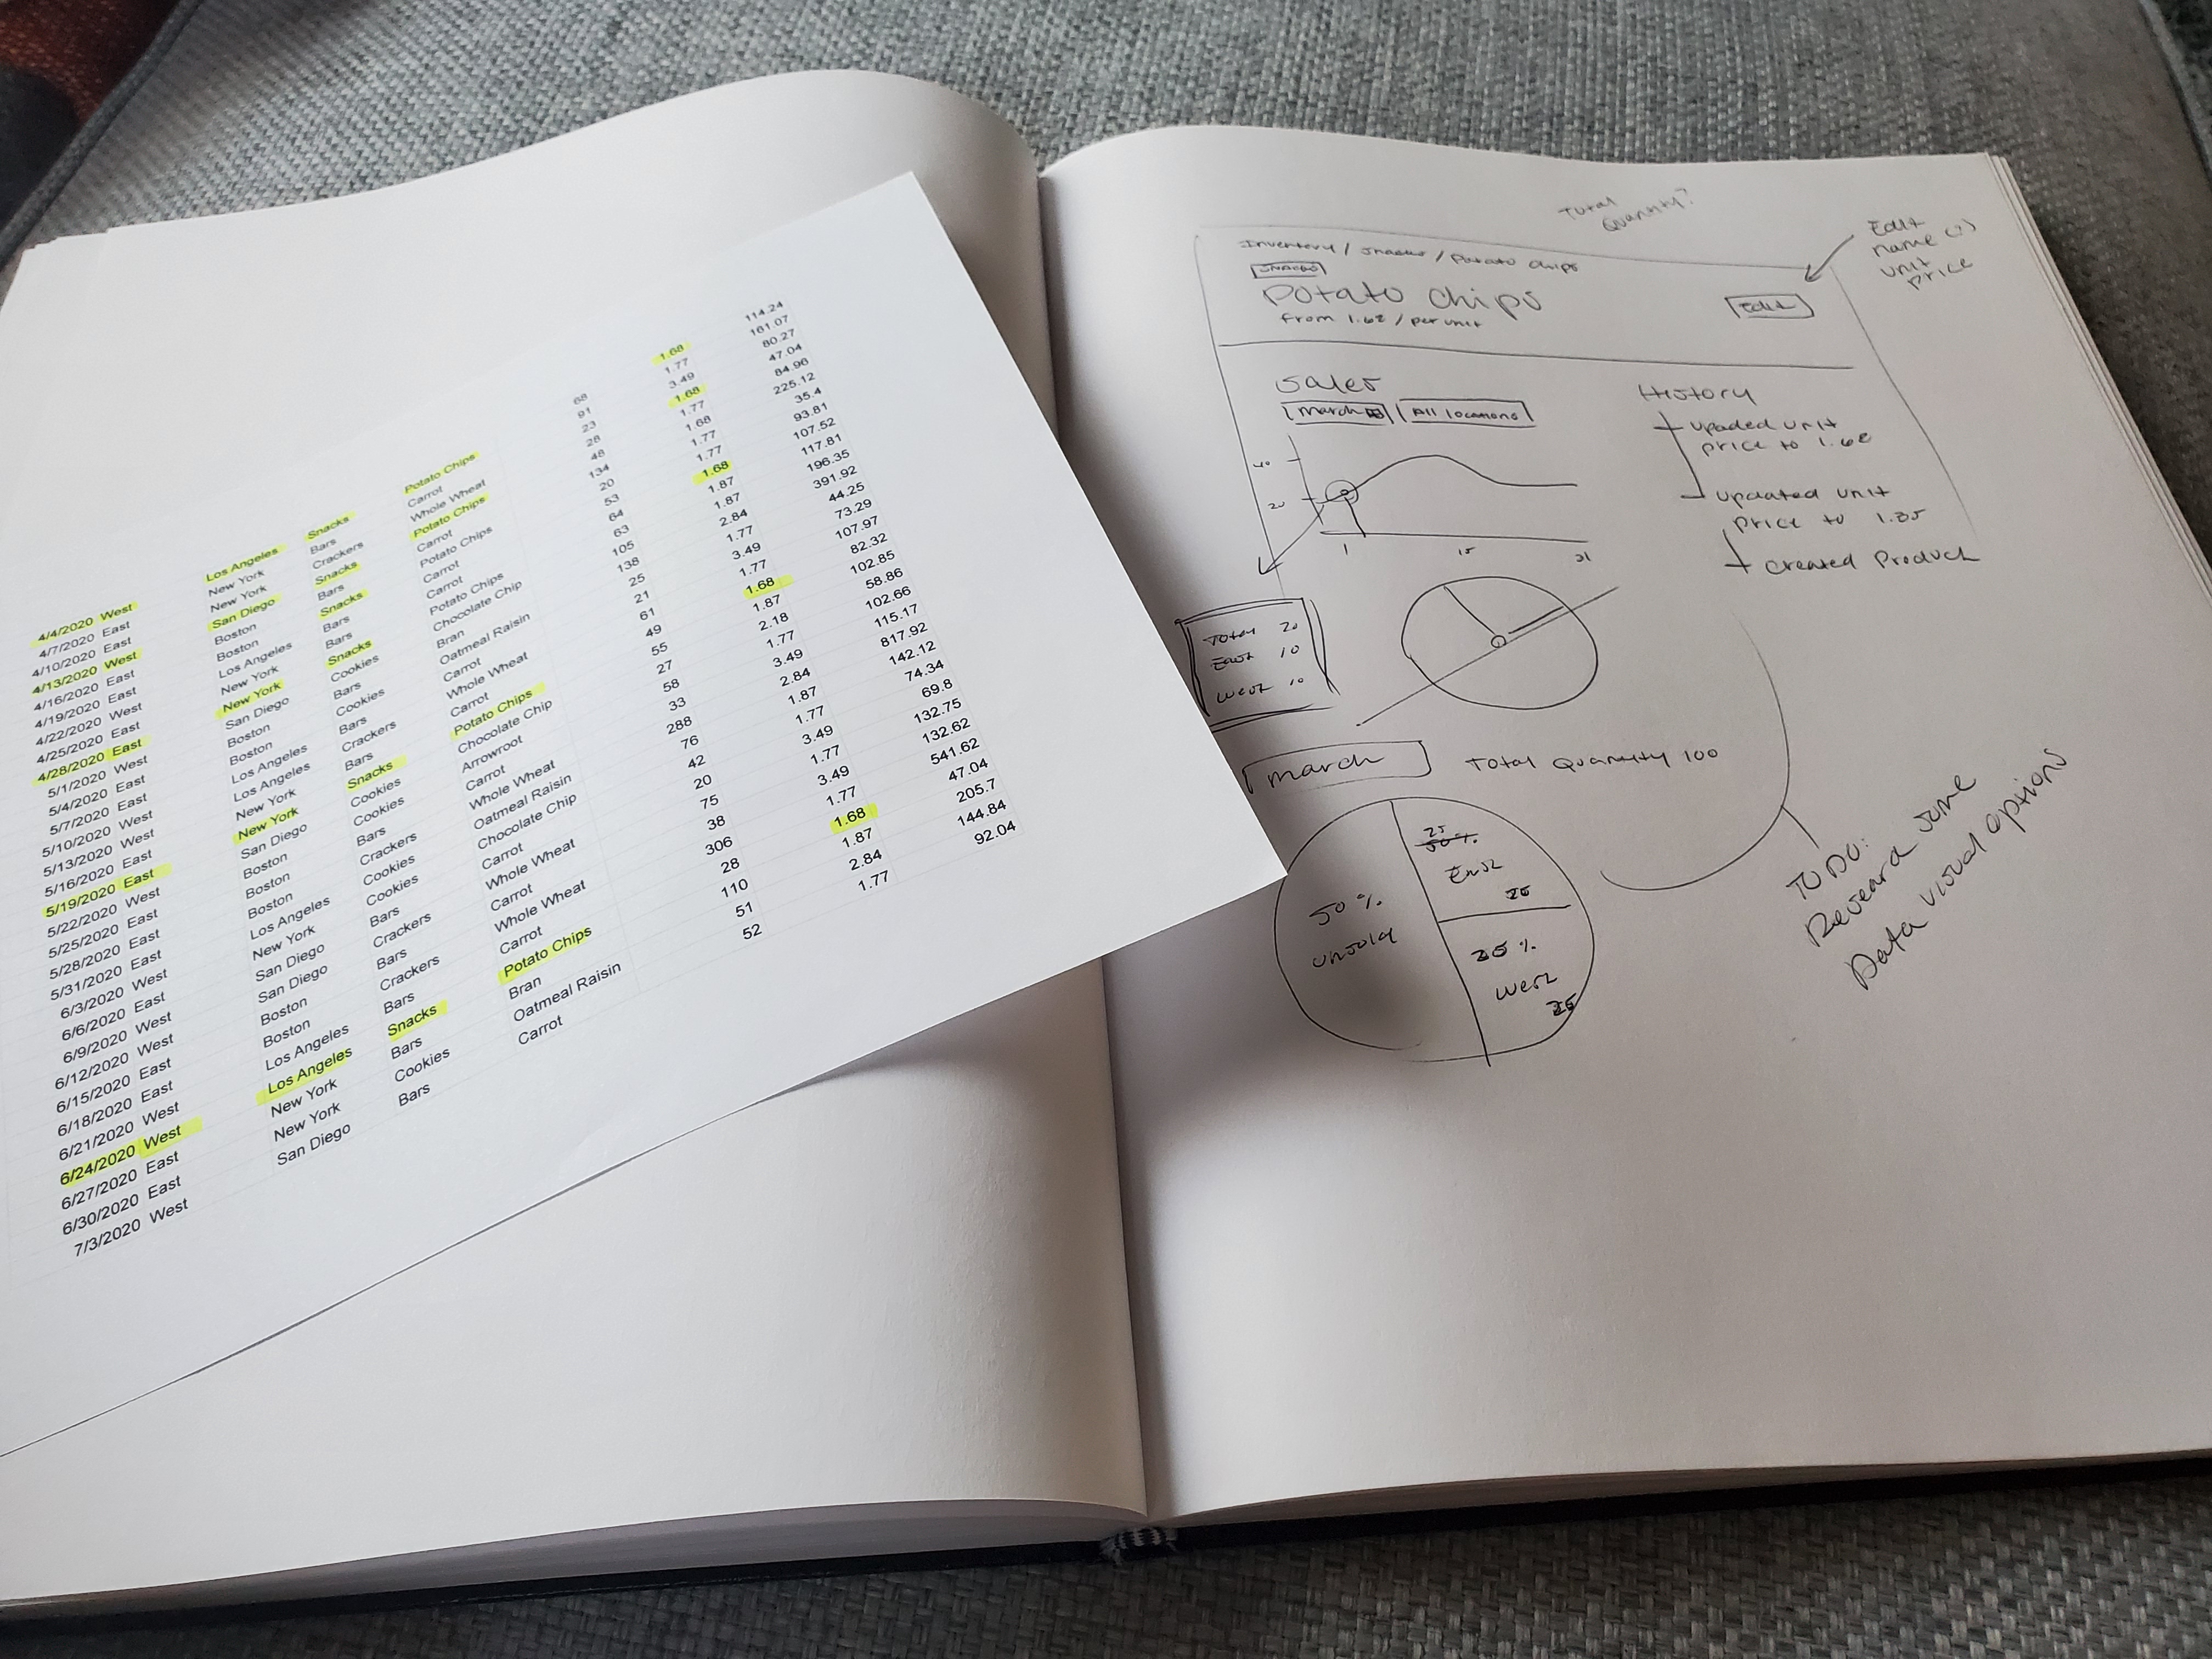 4/4/2020 West Los Angeles Snacks Potato Chips 68 1.68 114.24
4/7/2020 East New York Bars Carrot 91 1.77 161.07
4/10/2020 East New York Crackers Whole Wheat 23 3.49 80.27
4/13/2020 West San Diego Snacks Potato Chips 28 1.68 47.04
4/16/2020 East Boston Bars Carrot 48 1.77 84.96
4/19/2020 East Boston Snacks Potato Chips 134 1.68 225.12
4/22/2020 West Los Angeles Bars Carrot 20 1.77 35.4
4/25/2020 East New York Bars Carrot 53 1.77 93.81
4/28/2020 East New York Snacks Potato Chips 64 1.68 107.52
5/1/2020 West San Diego Cookies Chocolate Chip 63 1.87 117.81
5/4/2020 East Boston Bars Bran 105 1.87 196.35
5/7/2020 East Boston Cookies Oatmeal Raisin 138 2.84 391.92
5/10/2020 West Los Angeles Bars Carrot 25 1.77 44.25
5/13/2020 West Los Angeles Crackers Whole Wheat 21 3.49 73.29
5/16/2020 East New York Bars Carrot 61 1.77 107.97
5/19/2020 East New York Snacks Potato Chips 49 1.68 82.32
5/22/2020 West San Diego Cookies Chocolate Chip 55 1.87 102.85
5/25/2020 East Boston Cookies Arrowroot 27 2.18 58.86
5/28/2020 East Boston Bars Carrot 58 1.77 102.66
5/31/2020 East Boston Crackers Whole Wheat 33 3.49 115.17
6/3/2020 West Los Angeles Cookies Oatmeal Raisin 288 2.84 817.92
6/6/2020 East New York Cookies Chocolate Chip 76 1.87 142.12
6/9/2020 West San Diego Bars Carrot 42 1.77 74.34
6/12/2020 West San Diego Crackers Whole Wheat 20 3.49 69.8
6/15/2020 East Boston Bars Carrot 75 1.77 132.75
6/18/2020 East Boston Crackers Whole Wheat 38 3.49 132.62
6/21/2020 West Los Angeles Bars Carrot 306 1.77 541.62
6/24/2020 West Los Angeles Snacks Potato Chips 28 1.68 47.04
6/27/2020 East New York Bars Bran 110 1.87 205.7
6/30/2020 East New York Cookies Oatmeal Raisin 51 2.84 144.84
7/3/2020 West San Diego Bars Carrot 52 1.77 92.04
Total
Quantity?
Edit
name (?)
unit
price
Inventory / Snacks / Potato Chips
Snacks
Potato Chips
from 1.68 / per unit
Edit
Sales
March
All locations
40
20
1
15
31
History
Upaded unit
price to 1.68
Updated unit
price to 1.35
Created Product
Total 20
East 10
West 10
March
Total Quantity 100
50%
unsold
25
50%
East
25
25%
West
25
TO DO:
Research some
Data visual options